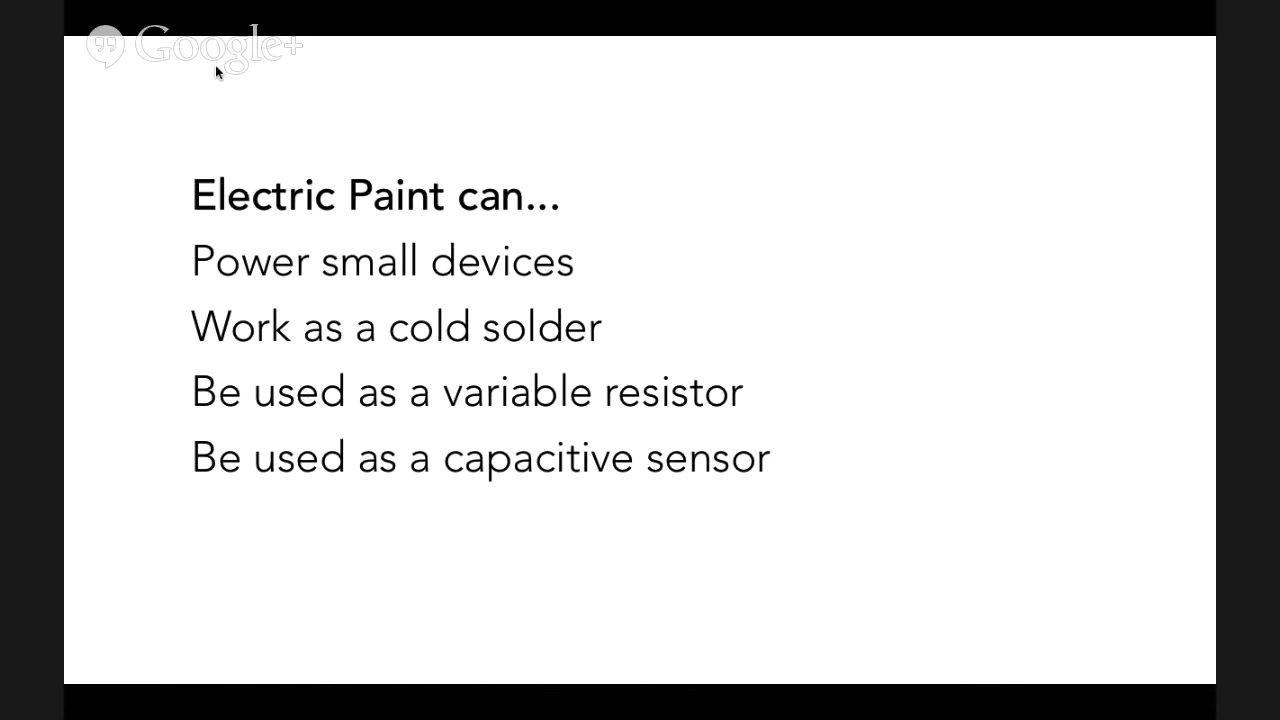 Google+
Electric Paint can...
Power small devices
Work as a cold solder
Be used as a variable resistor
Be used as a capacitive sensor